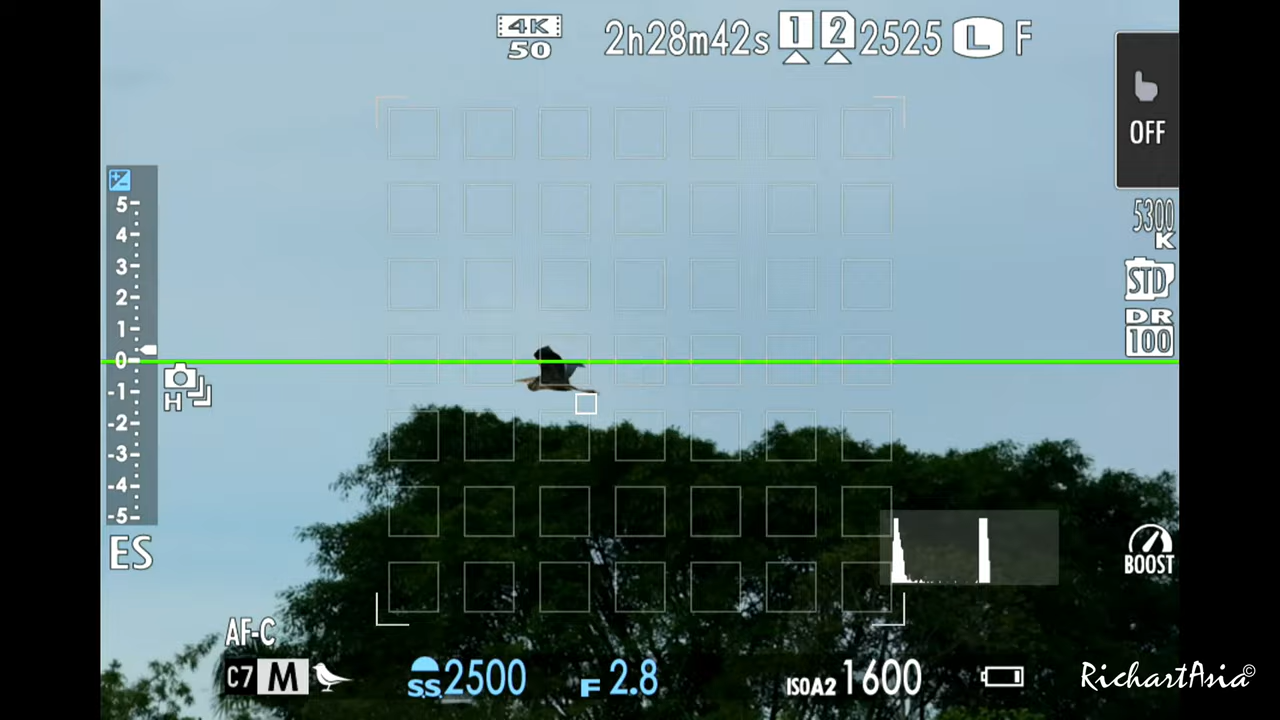 4K 2h28m42s 1 2 2525 L F
50
OFF
5
4
3
2
1
0
-1
-2
-3
-4
-5
5300
K
STD
DR
100
H
ES
BOOST
AF-C
C7 M S.S. 2500 F 2.8 ISO A2 1600
RichartAsia©